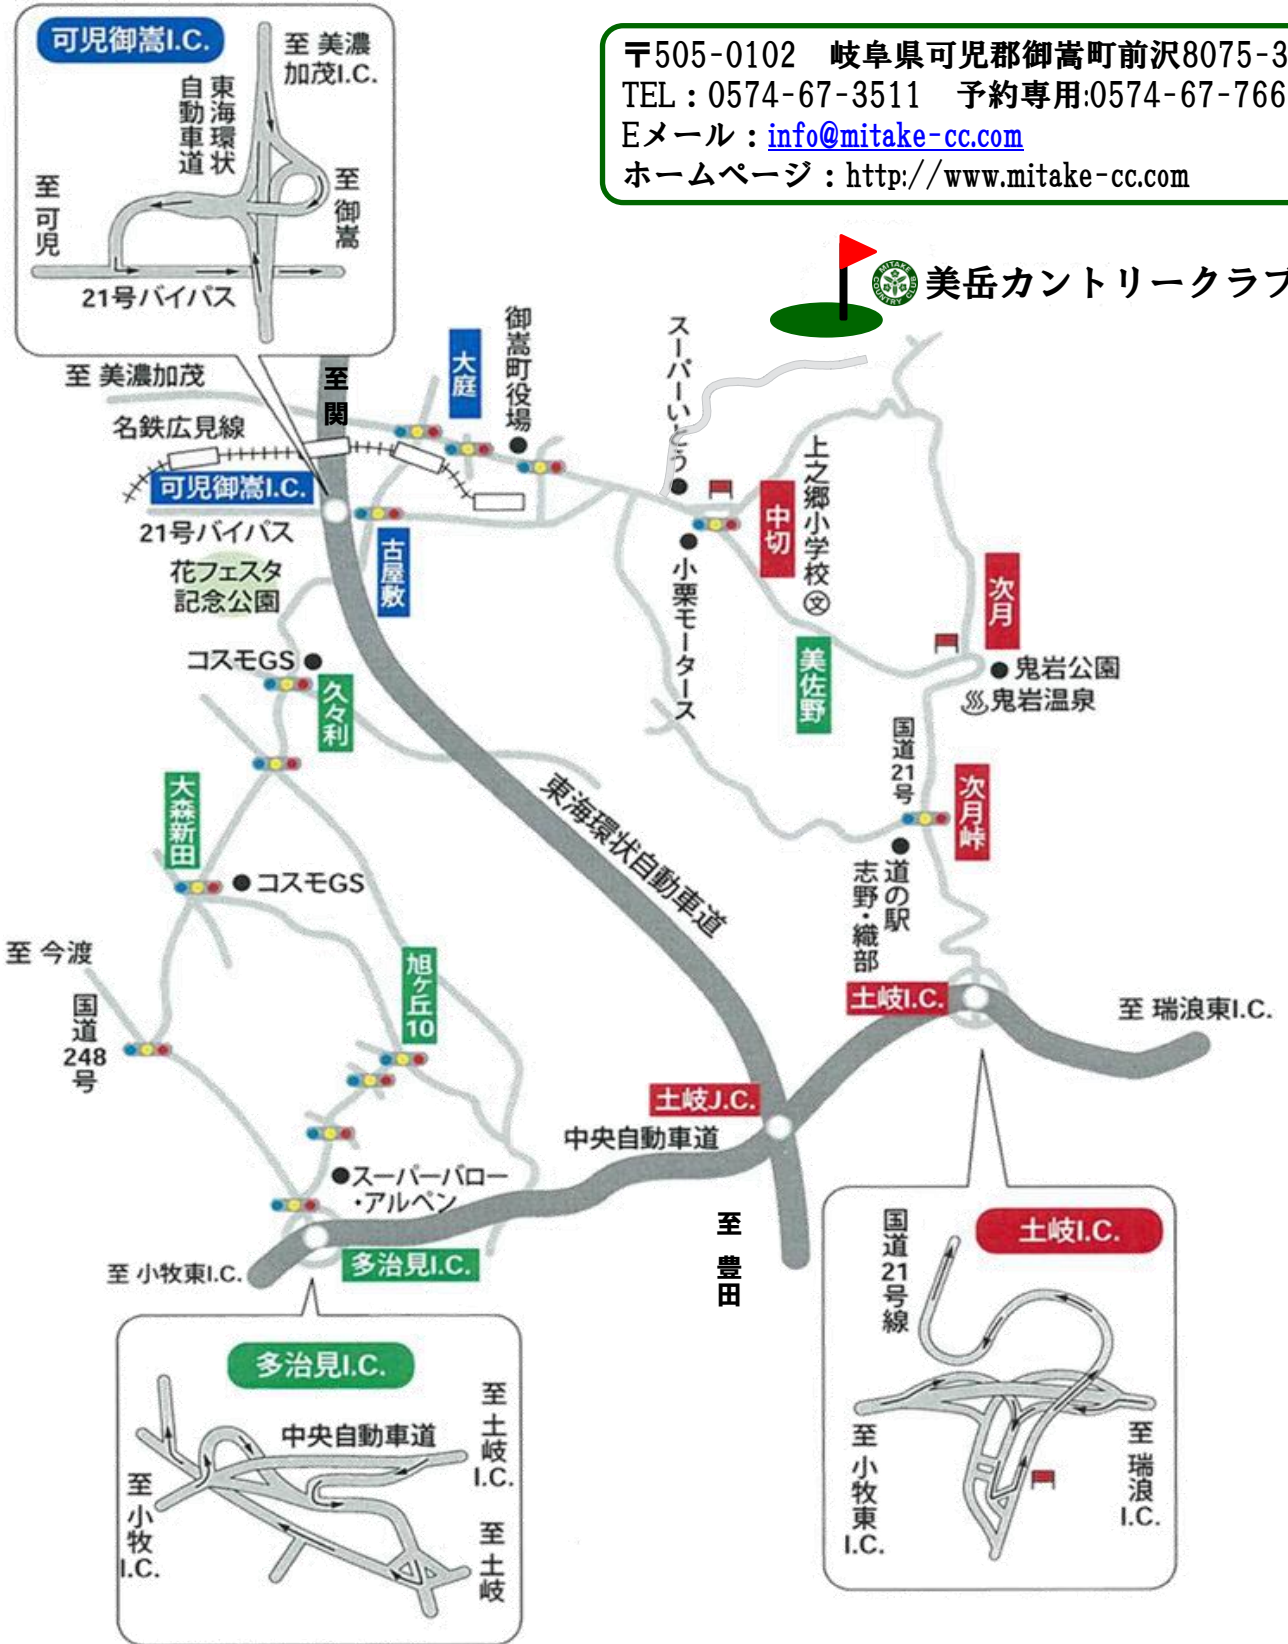 可児御嵩I.C.
至 美濃
加茂I.C.
東海環状
自動車道
至 可児
至 御嵩
21号バイパス
〒505-0102 岐阜県可児郡御嵩町前沢8075-3
TEL：0574-67-3511 予約専用:0574-67-766
Eメール：info@mitake-cc.com
ホームページ：http://www.mitake-cc.com
MITAKE
COUNTRY CLUB
美岳カントリークラブ
至 美濃加茂
至 関
大庭
御嵩町役場
スーパーいとう
名鉄広見線
可児御嵩I.C.
21号バイパス
古屋敷
花フェスタ
記念公園
中切
上之郷小学校
文
小栗モータース
美佐野
次月
鬼岩公園
鬼岩温泉
コスモGS
久々利
国道21号
次月峠
道の駅
志野・織部
東海環状自動車道
大森新田
コスモGS
至 今渡
国道248号
旭ヶ丘10
土岐I.C.
至 瑞浪東I.C.
土岐J.C.
中央自動車道
スーパーバロー
・アルペン
至 豊田
至 小牧東I.C.
多治見I.C.
多治見I.C.
中央自動車道
至 土岐I.C.
至 小牧I.C.
至 土岐
土岐I.C.
国道21号線
至 小牧東I.C.
至 瑞浪I.C.